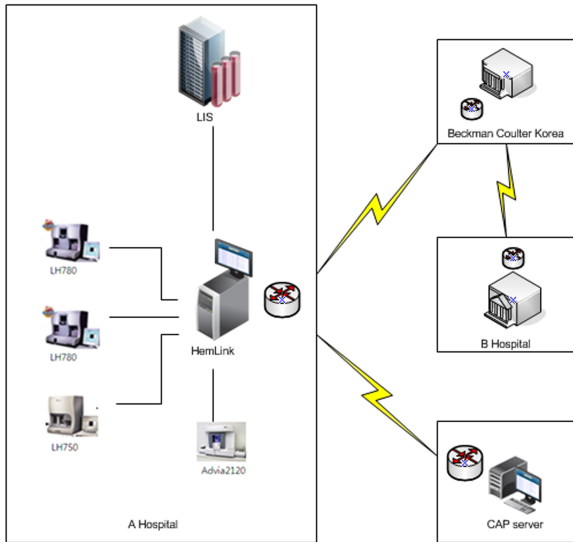 LIS
Beckman Coulter Korea
LH780
LH780
HemLink
B Hospital
LH750
Advia2120
A Hospital
CAP server